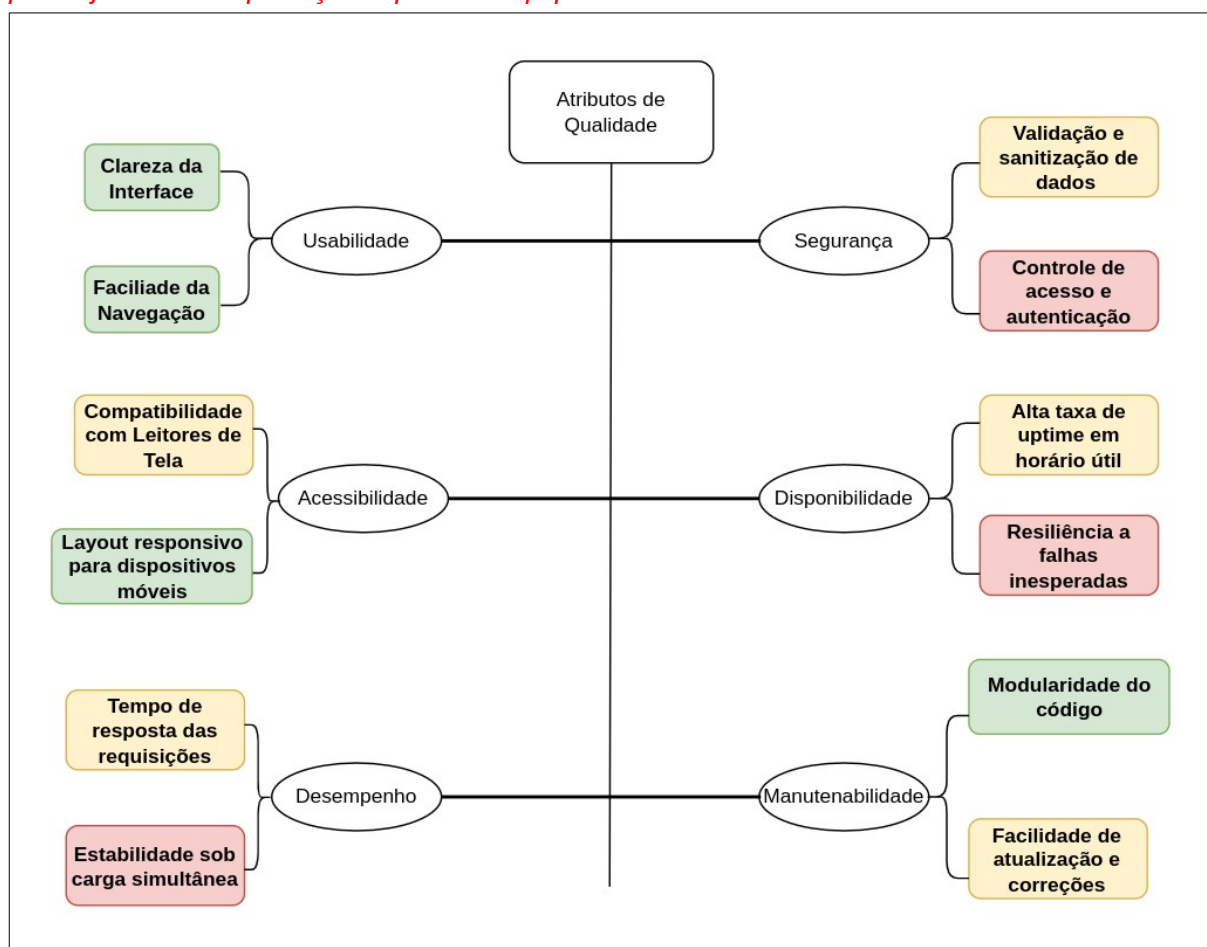 Atributos de
Qualidade
Clareza da
Interface
Faciliade da
Navegação
Usabilidade
Segurança
Validação e
sanitização de
dados
Controle de
acesso e
autenticação
Compatibilidade
com Leitores de
Tela
Layout responsivo
para dispositivos
móveis
Acessibilidade
Disponibilidade
Alta taxa de
uptime em
horário útil
Resiliência a
falhas
inesperadas
Tempo de
resposta das
requisições
Estabilidade sob
carga simultânea
Desempenho
Manutenabilidade
Modularidade do
código
Facilidade de
atualização e
correções